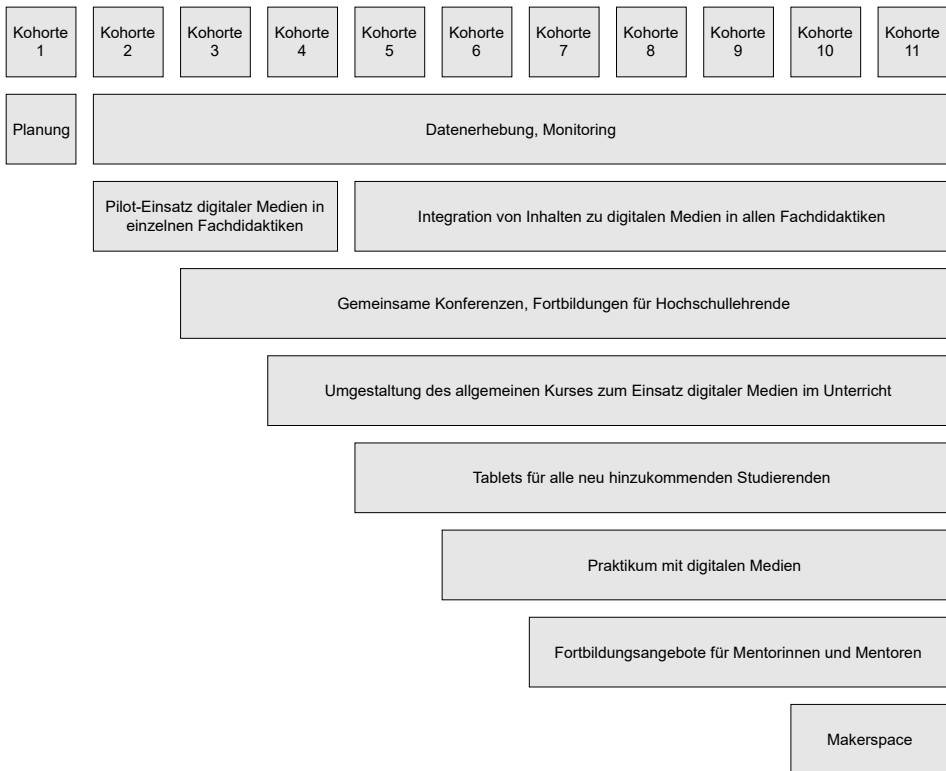 Kohorte
1
Kohorte
2
Kohorte
3
Kohorte
4
Kohorte
5
Kohorte
6
Kohorte
7
Kohorte
8
Kohorte
9
Kohorte
10
Kohorte
11
Planung
Datenerhebung, Monitoring
Pilot-Einsatz digitaler Medien in
einzelnen Fachdidaktiken
Integration von Inhalten zu digitalen Medien in allen Fachdidaktiken
Gemeinsame Konferenzen, Fortbildungen für Hochschullehrende
Umgestaltung des allgemeinen Kurses zum Einsatz digitaler Medien im Unterricht
Tablets für alle neu hinzukommenden Studierenden
Praktikum mit digitalen Medien
Fortbildungsangebote für Mentorinnen und Mentoren
Makerspace